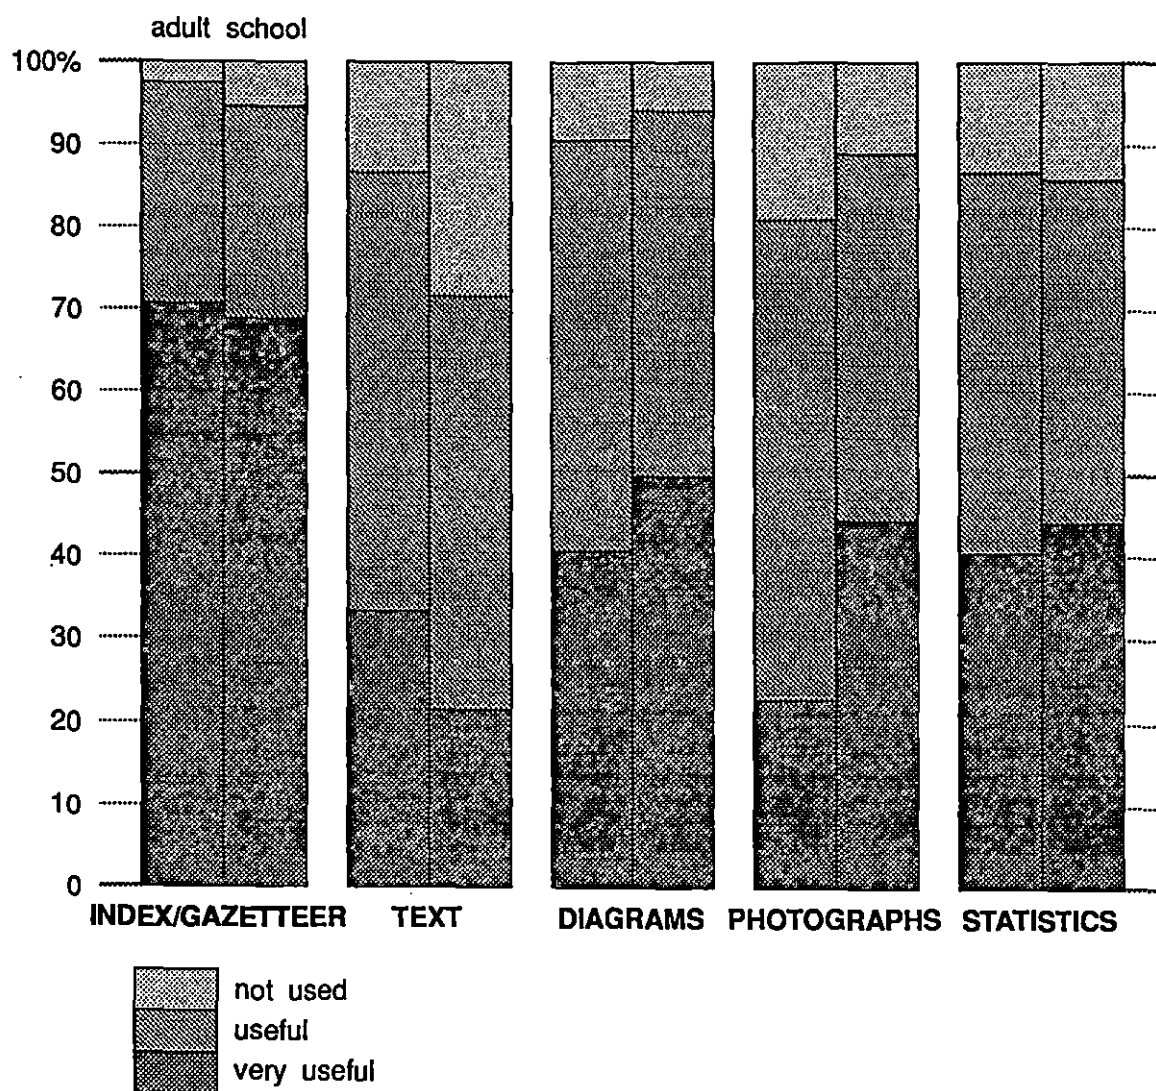 adult school
100%
90
80
70
60
50
40
30
20
10
0
INDEX/GAZETTEER TEXT DIAGRAMS PHOTOGRAPHS STATISTICS
not used
useful
very useful